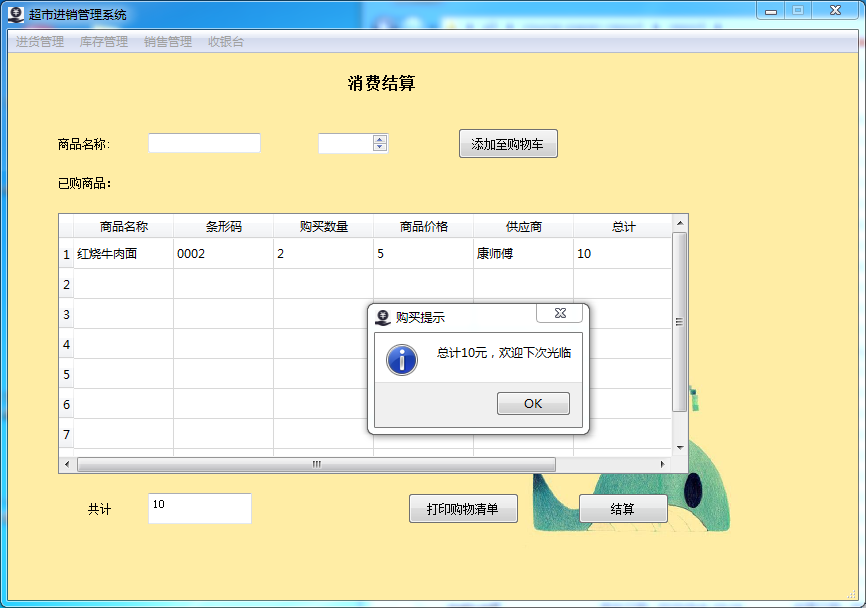 超市进销管理系统
进货管理 库存管理 销售管理 收银台
消费结算
商品名称: 添加至购物车
已购商品:
商品名称 条形码 购买数量 商品价格 供应商 总计
1 红烧牛肉面 0002 2 5 康师傅 10
2
3
4
5
6
7
购买提示
总计10元，欢迎下次光临
OK
共计 10 打印购物清单 结算